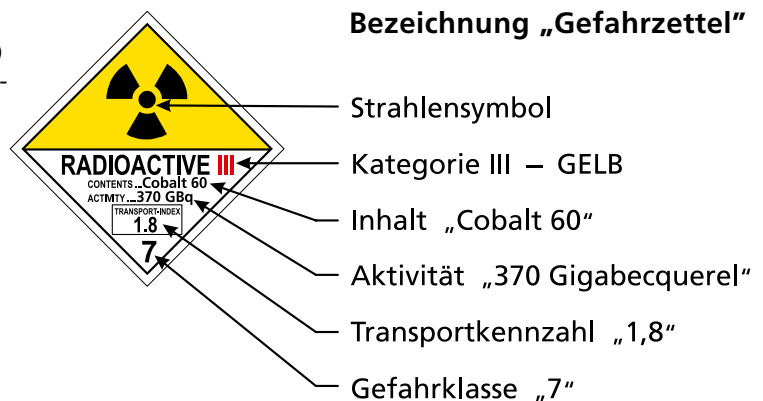 Bezeichnung „Gefahrzettel”
Strahlensymbol
Kategorie III – GELB
Inhalt „Cobalt 60“
Aktivität „370 Gigabecquerel“
Transportkennzahl „1,8“
Gefahrklasse „7“
RADIOACTIVE III
CONTENTS...Cobalt 60
ACTIVITY...370 GBq
TRANSPORT-INDEX
1.8
7